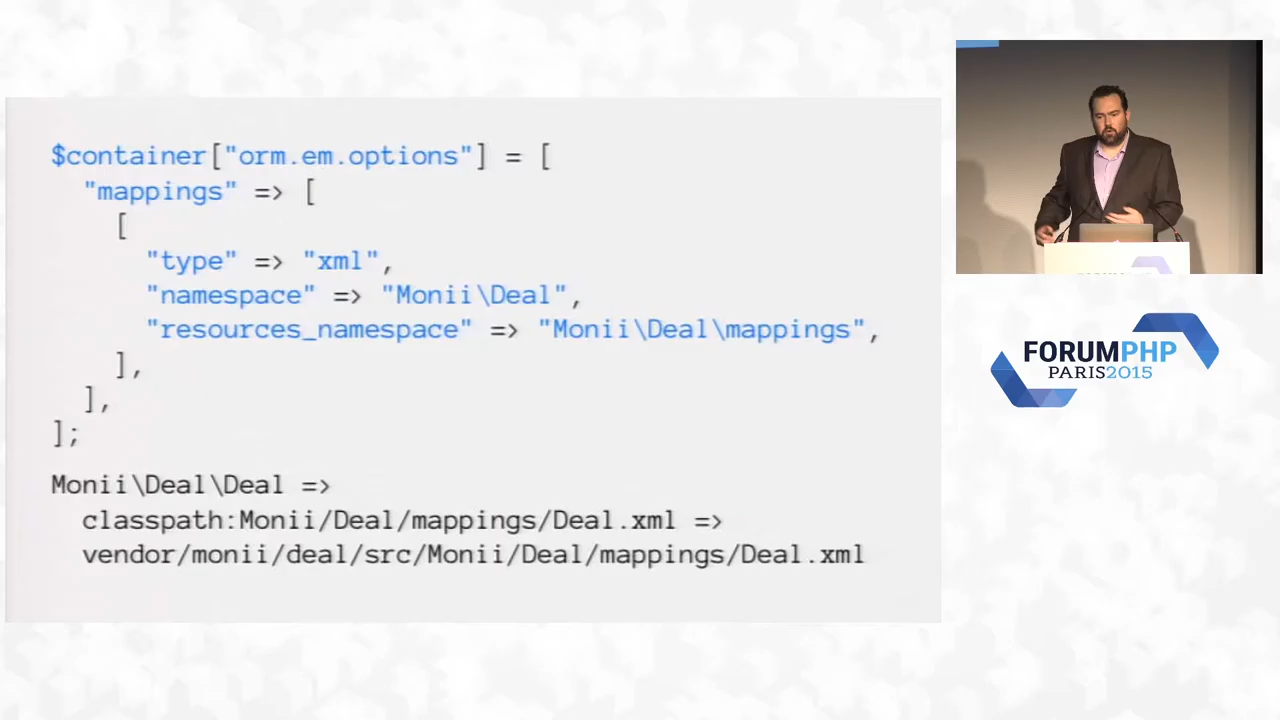 $container["orm.em.options"] = [
"mappings" => [
[
"type" => "xml",
"namespace" => "Monii\Deal",
"resources_namespace" => "Monii\Deal\mappings",
],
],
];
Monii\Deal\Deal =>
classpath:Monii/Deal/mappings/Deal.xml =>
vendor/monii/deal/src/Monii/Deal/mappings/Deal.xml
FORUMPHP
PARIS2015